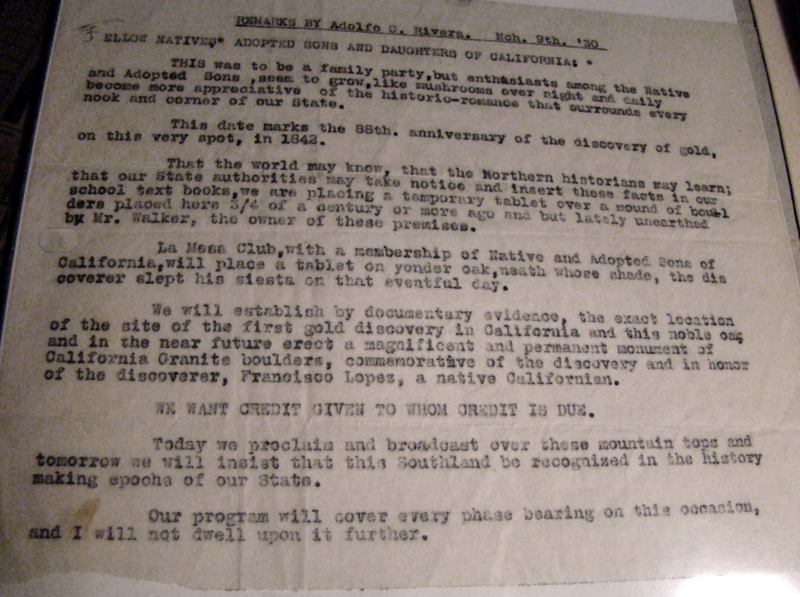 REMARKS BY Adolfo G. Rivera. Mch. 9th. '30
FELLOW NATIVES* ADOPTED SONS AND DAUGHTERS OF CALIFORNIA: *
THIS was to be a family party,but enthusiasts among the Native
and Adopted Sons ,seem to grow,like mushrooms over night and daily
become more appreciative of the historic-romance that surrounds every
nook and corner of our State.
This date marks the 88th. anniversary of the discovery of gold,
on this very spot, in 1842.
That the world may know, that the Northern historians may learn;
that our State authorities may take notice and insert these facts in our
school text books,we are placing a temporary tablet over a mound of boul-
ders placed here 3/4 of a century or more ago and but lately unearthed
by Mr. Walker, the owner of these premises.
La Mesa Club,with a membership of Native and Adopted Sons of
California,will place a tablet on yonder oak,neath whose shade, the dis
coverer slept his siesta on that eventful day.
We will establish by documentary evidence, the exact location
of the site of the first gold discovery in California and this noble oak,
and in the near future erect a magnificent and permanent monument of
California Granite boulders, commemorative of the discovery and in honor
of the discoverer, Francisco Lopez, a native Californian.
WE WANT CREDIT GIVEN TO WHOM CREDIT IS DUE.
Today we proclaim and broadcast over these mountain tops and
tomorrow we will insist that this Southland be recognized in the history
making epochs of our State.
Our program will cover every phase bearing on this occasion,
and I will not dwell upon it further.